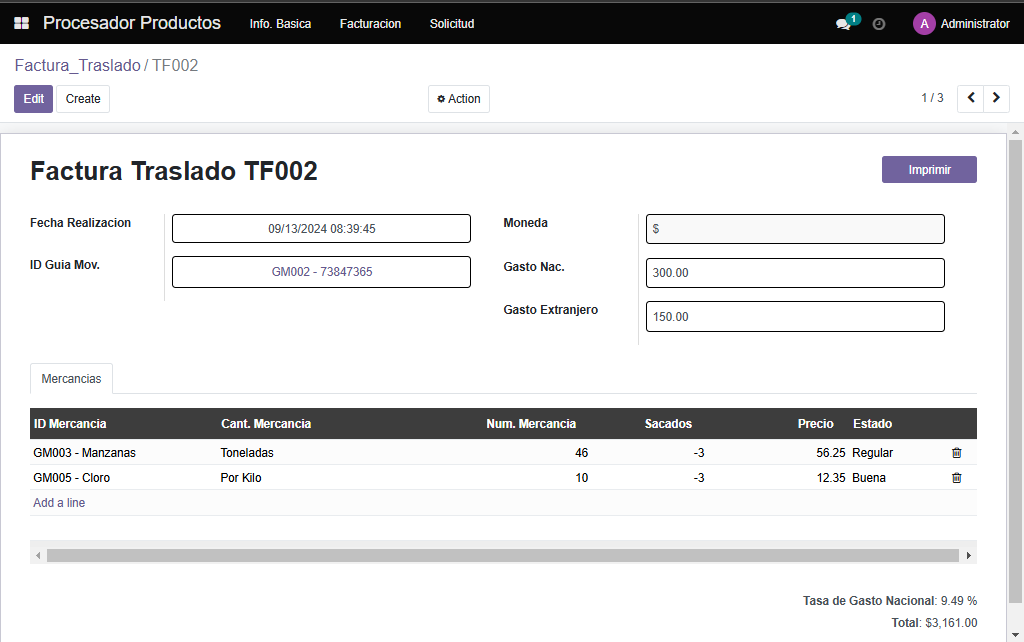 Procesador Productos Info. Basica Facturacion Solicitud 1 A Administrator
Factura_Traslado / TF002
Edit Create Action 1 / 3
Factura Traslado TF002 Imprimir
Fecha Realizacion 09/13/2024 08:39:45 Moneda $
ID Guia Mov. GM002 - 73847365 Gasto Nac. 300.00
Gasto Extranjero 150.00
Mercancias
ID Mercancia Cant. Mercancia Num. Mercancia Sacados Precio Estado
GM003 - Manzanas Toneladas 46 -3 56.25 Regular
GM005 - Cloro Por Kilo 10 -3 12.35 Buena
Add a line
Tasa de Gasto Nacional: 9.49 %
Total: $3,161.00